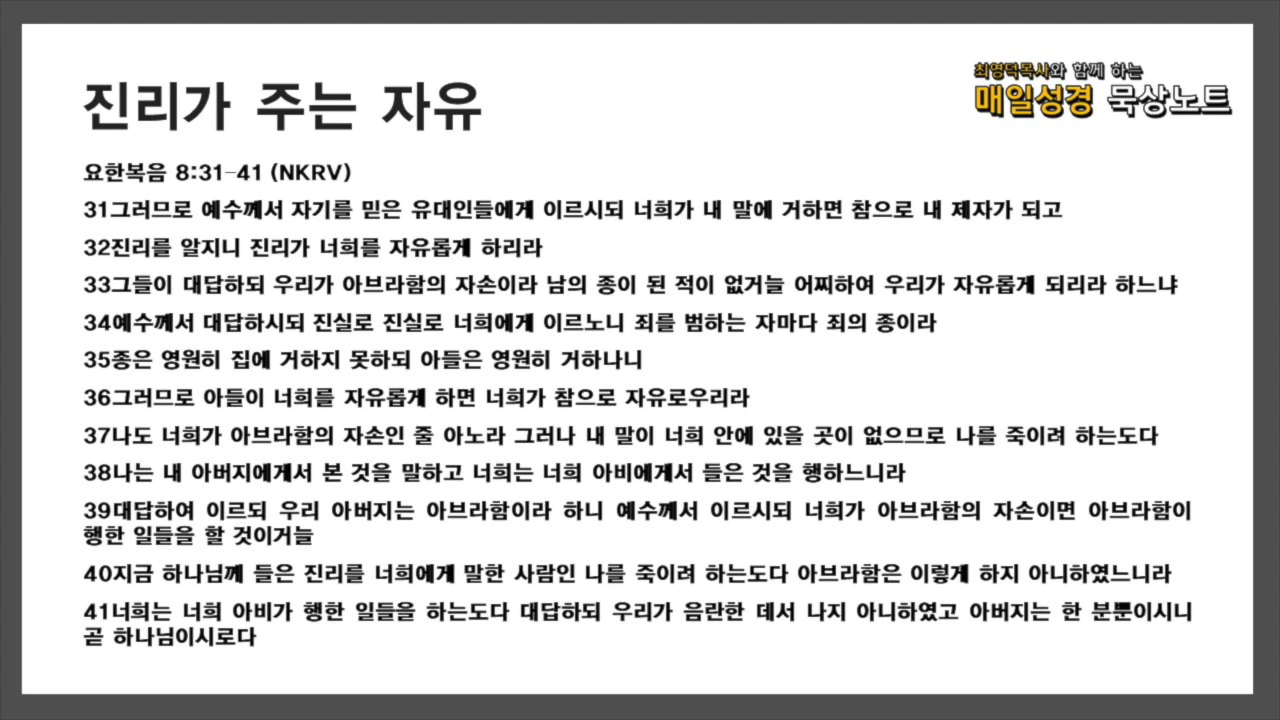 진리가 주는 자유
최영덕목사와 함께 하는
매일성경 묵상노트
요한복음 8:31-41 (NKRV)
31그러므로 예수께서 자기를 믿은 유대인들에게 이르시되 너희가 내 말에 거하면 참으로 내 제자가 되고
32진리를 알지니 진리가 너희를 자유롭게 하리라
33그들이 대답하되 우리가 아브라함의 자손이라 남의 종이 된 적이 없거늘 어찌하여 우리가 자유롭게 되리라 하느냐
34예수께서 대답하시되 진실로 진실로 너희에게 이르노니 죄를 범하는 자마다 죄의 종이라
35종은 영원히 집에 거하지 못하되 아들은 영원히 거하나니
36그러므로 아들이 너희를 자유롭게 하면 너희가 참으로 자유로우리라
37나도 너희가 아브라함의 자손인 줄 아노라 그러나 내 말이 너희 안에 있을 곳이 없으므로 나를 죽이려 하는도다
38나는 내 아버지에게서 본 것을 말하고 너희는 너희 아비에게서 들은 것을 행하느니라
39대답하여 이르되 우리 아버지는 아브라함이라 하니 예수께서 이르시되 너희가 아브라함의 자손이면 아브라함이
행한 일들을 할 것이거늘
40지금 하나님께 들은 진리를 너희에게 말한 사람인 나를 죽이려 하는도다 아브라함은 이렇게 하지 아니하였느니라
41너희는 너희 아비가 행한 일들을 하는도다 대답하되 우리가 음란한 데서 나지 아니하였고 아버지는 한 분뿐이시니
곧 하나님이시로다